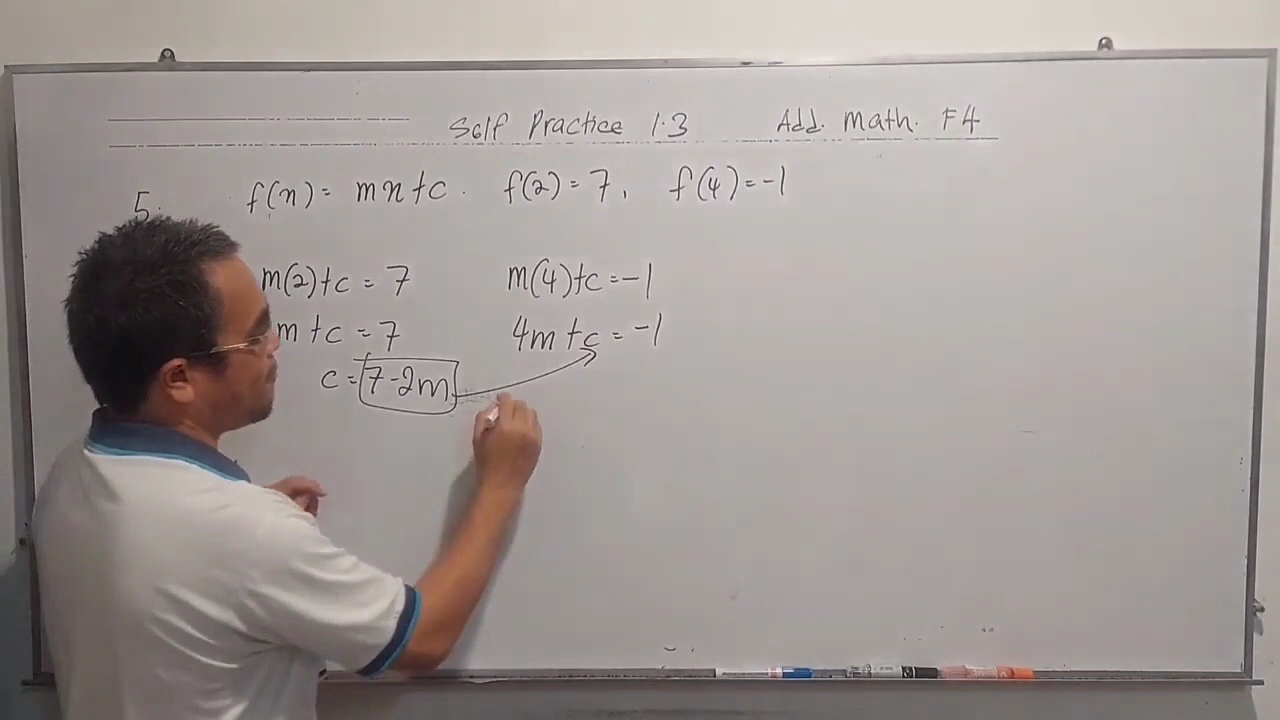 Self Practice 1.3 Add. Math. F4
5. f(x) = mx + c. f(2) = 7, f(4) = -1
m(2) + c = 7 m(4) + c = -1
m + c = 7 4m + c = -1
c = 7 - 2m